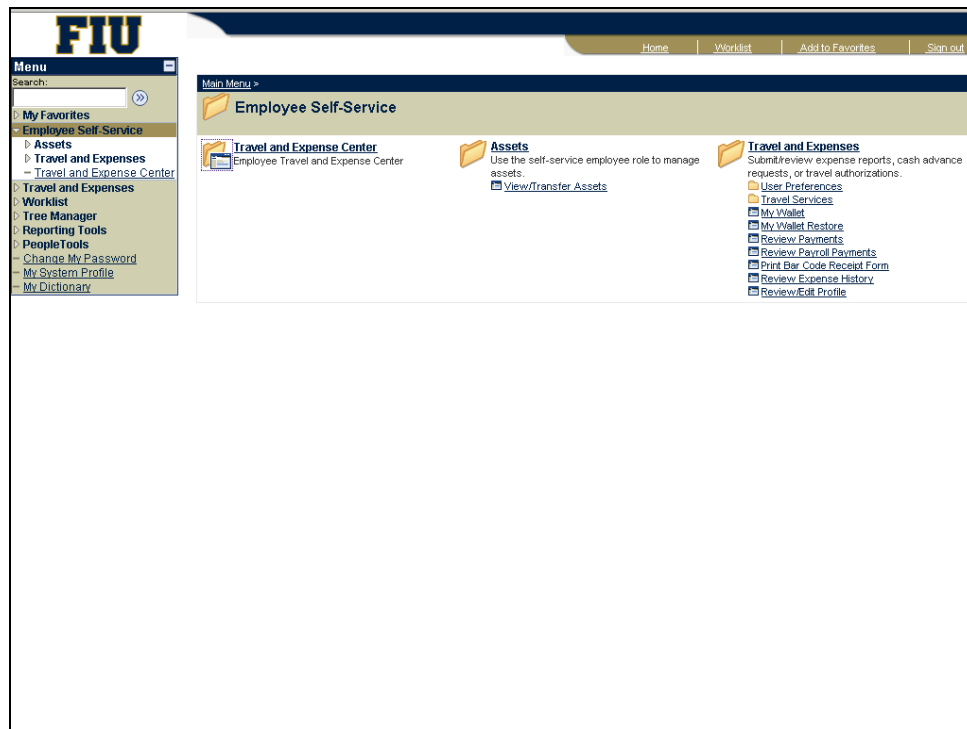 FIU
Home Worklist Add to Favorites Sign out
Menu
Search:
My Favorites
Employee Self-Service
Assets
Travel and Expenses
Travel and Expense Center
Travel and Expenses
Worklist
Tree Manager
Reporting Tools
PeopleTools
Change My Password
My System Profile
My Dictionary
Main Menu >
Employee Self-Service
Travel and Expense Center
Employee Travel and Expense Center
Assets
Use the self-service employee role to manage
assets.
View/Transfer Assets
Travel and Expenses
Submit/review expense reports, cash advance
requests, or travel authorizations.
User Preferences
Travel Services
My Wallet
My Wallet Restore
Review Payments
Review Payroll Payments
Print Bar Code Receipt Form
Review Expense History
Review/Edit Profile